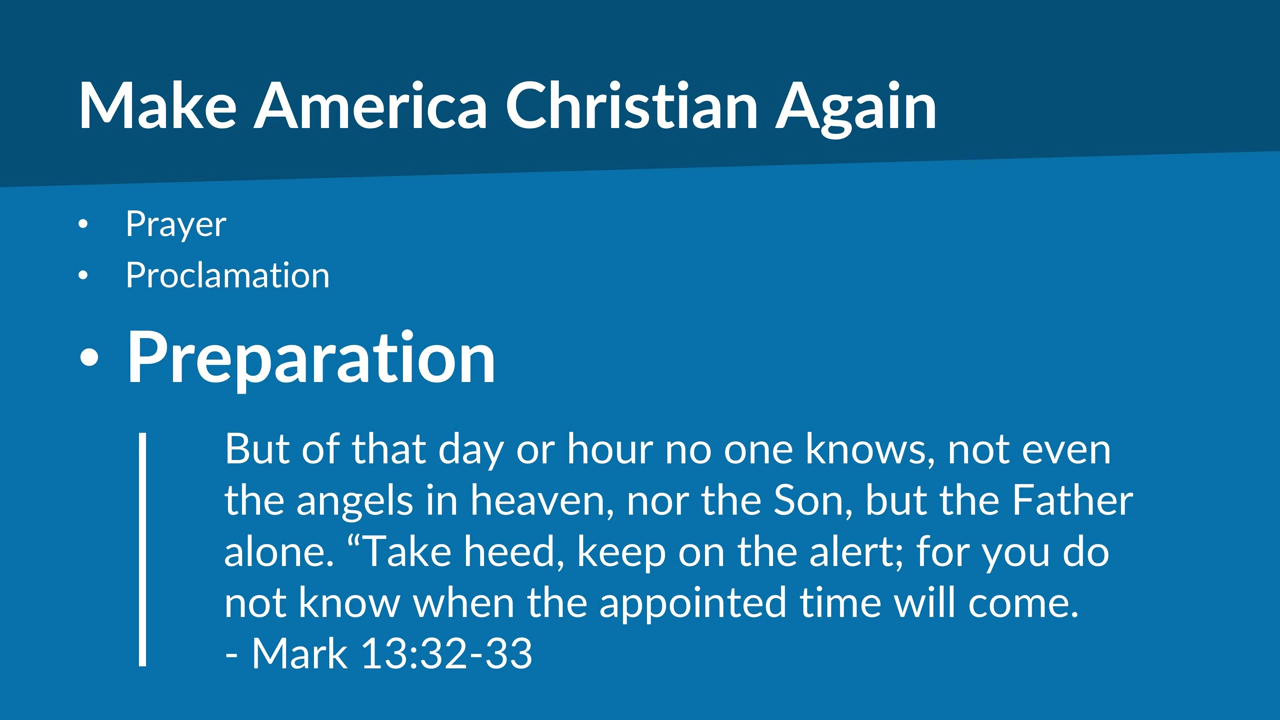 Make America Christian Again
• Prayer
• Proclamation
• Preparation
But of that day or hour no one knows, not even
the angels in heaven, nor the Son, but the Father
alone. “Take heed, keep on the alert; for you do
not know when the appointed time will come.
- Mark 13:32-33